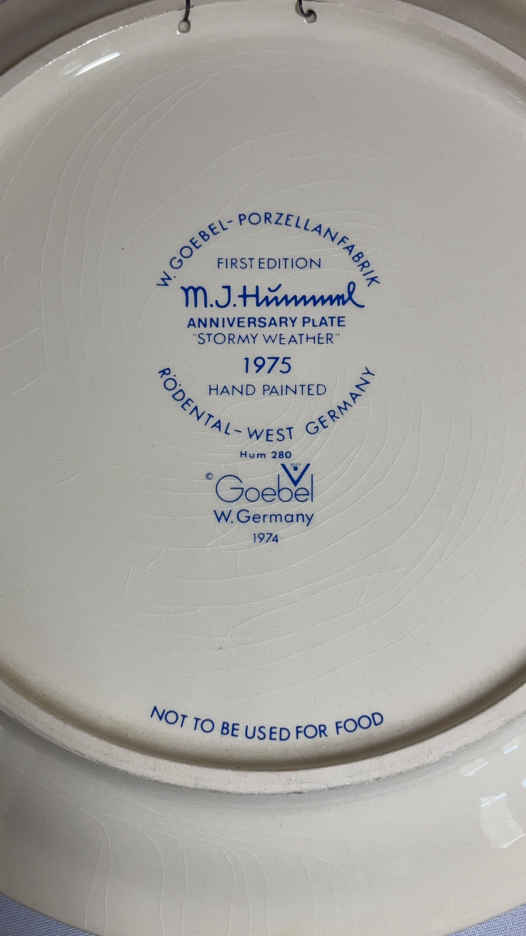 W. GOEBEL-PORZELLANFABRIK
FIRST EDITION
M.J.Hümmel
ANNIVERSARY PLATE
"STORMY WEATHER"
1975
HAND PAINTED
RÖDENTAL-WEST GERMANY
Hum 280
© Goebel
W.Germany
1974
NOT TO BE USED FOR FOOD